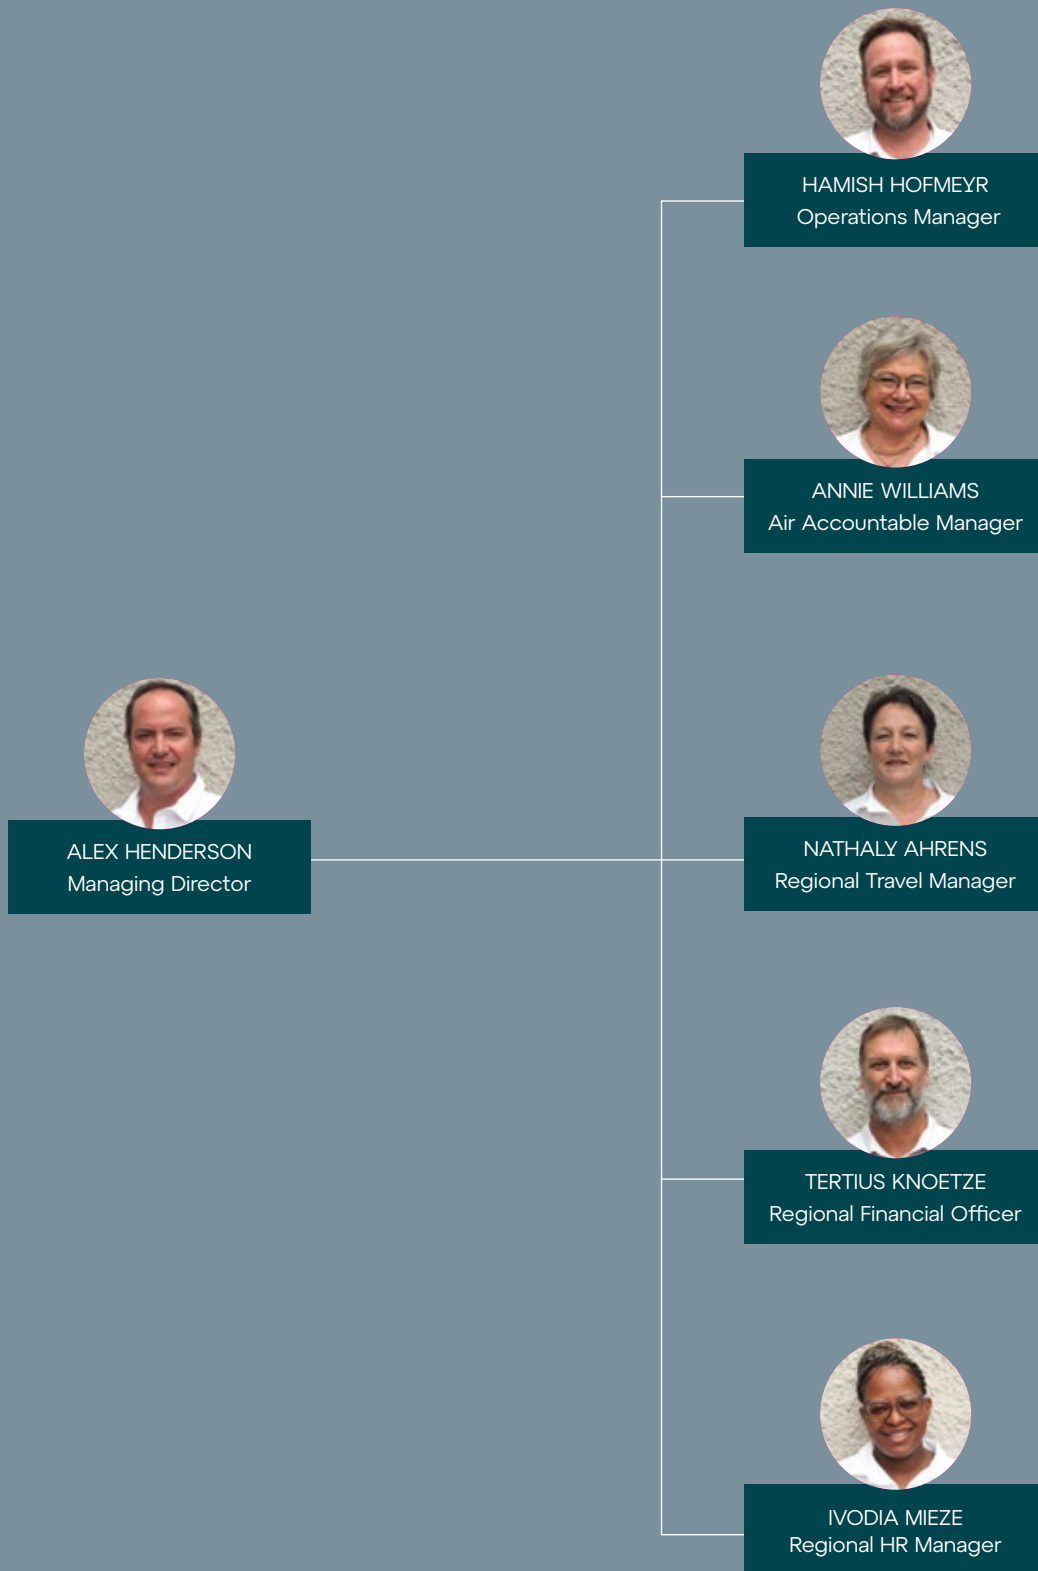 HAMISH HOFMEYR
Operations Manager
ANNIE WILLIAMS
Air Accountable Manager
ALEX HENDERSON
Managing Director
NATHALY AHRENS
Regional Travel Manager
TERTIUS KNOETZE
Regional Financial Officer
IVODIA MIEZE
Regional HR Manager